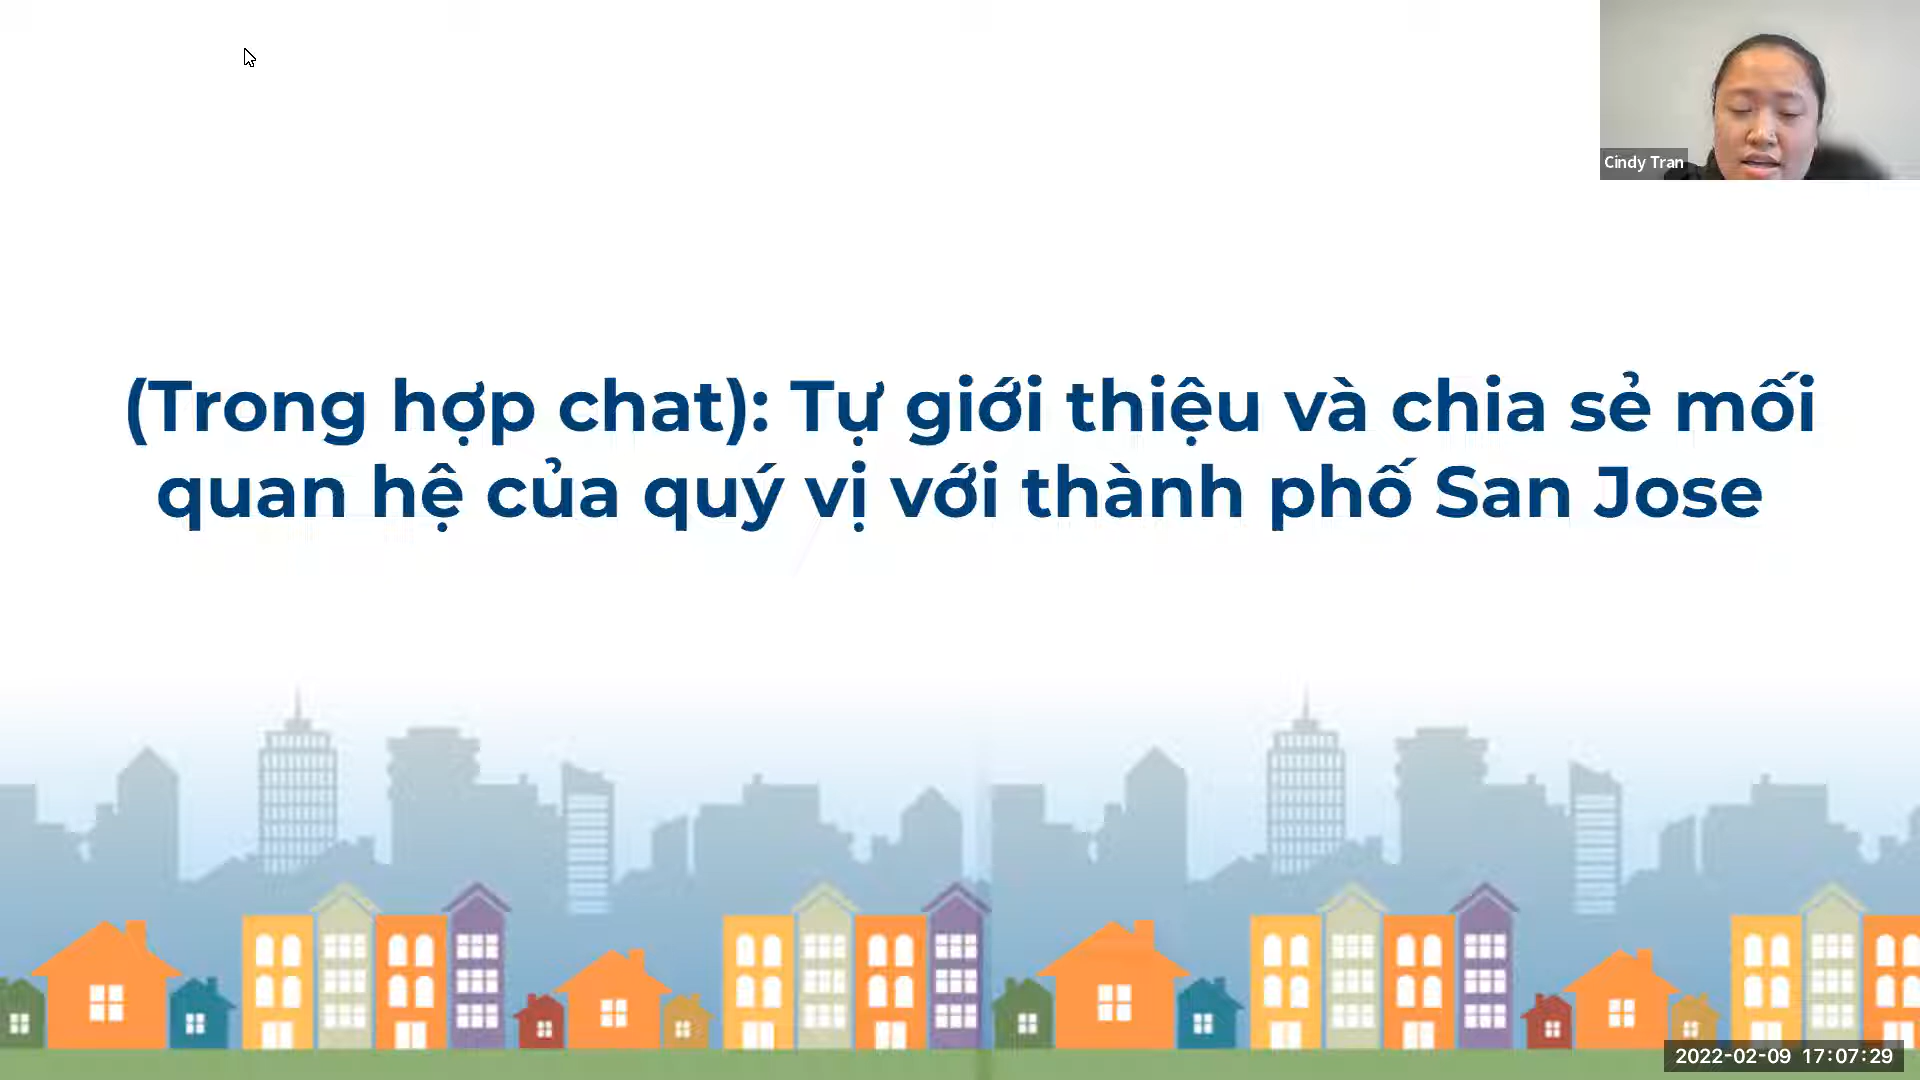 Cindy Tran
(Trong hợp chat): Tự giới thiệu và chia sẻ mối
quan hệ của quý vị với thành phố San Jose
2022-02-09 17:07:29